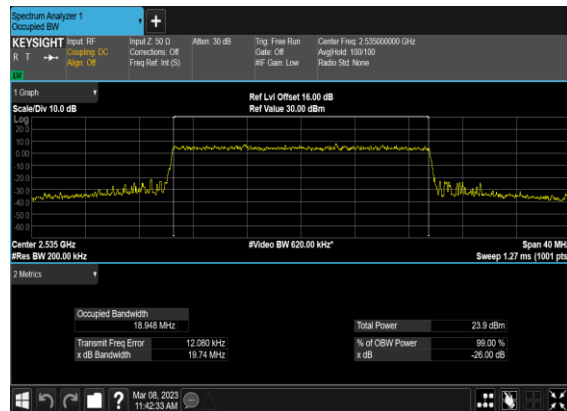 Spectrum Analyzer 1
Occupied BW
+
KEYSIGHT Input: RF Input Z: 50 Ω Atten: 30 dB Trig: Free Run Center Freq: 2.535000000 GHz
R T Coupling: DC Corrections: Off Gate: Off Avg|Hold: 100/100
Align: Off Freq Ref: Int (S) #IF Gain: Low Radio Std: None
1 Graph
Ref Lvl Offset 16.00 dB
Scale/Div 10.0 dB Ref Value 30.00 dBm
Log
20.0
10.0
0.00
-10.0
-20.0
-30.0
-40.0
-50.0
-60.0
Center 2.535 GHz #Video BW 620.00 kHz* Span 40 MHz
#Res BW 200.00 kHz Sweep 1.27 ms (1001 pts
2 Metrics
Occupied Bandwidth
18.948 MHz Total Power 23.9 dBm
Transmit Freq Error 12.080 kHz % of OBW Power 99.00 %
x dB Bandwidth 19.74 MHz x dB -26.00 dB
? Mar 08, 2023
11:42:33 AM